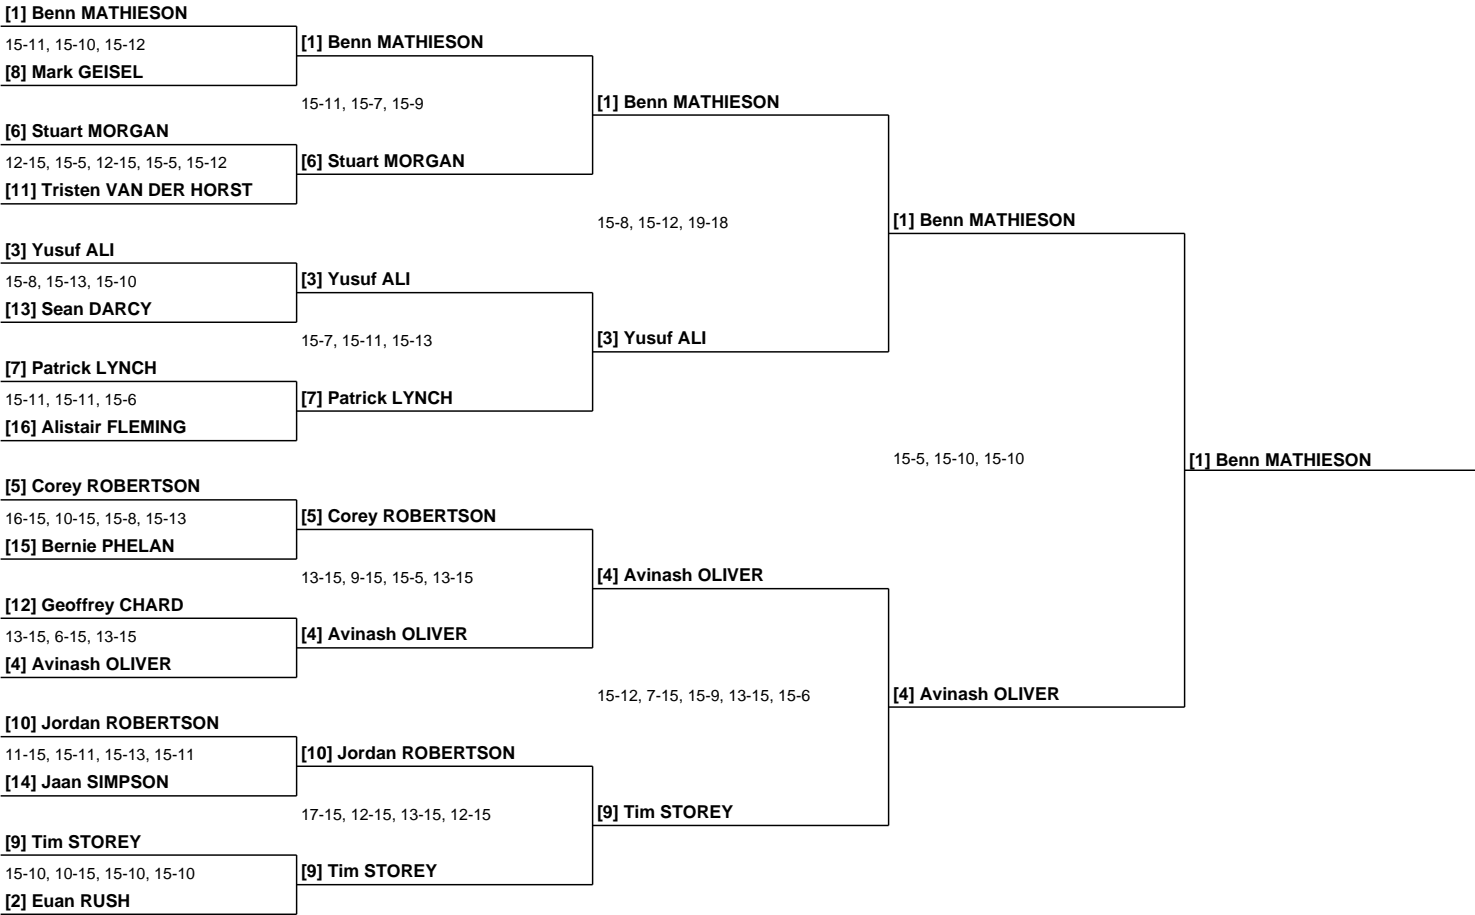 [1] Benn MATHIESON
15-11, 15-10, 15-12
[8] Mark GEISEL
[6] Stuart MORGAN
12-15, 15-5, 12-15, 15-5, 15-12
[11] Tristen VAN DER HORST
[3] Yusuf ALI
15-8, 15-13, 15-10
[13] Sean DARCY
[7] Patrick LYNCH
15-11, 15-11, 15-6
[16] Alistair FLEMING
[5] Corey ROBERTSON
16-15, 10-15, 15-8, 15-13
[15] Bernie PHELAN
[12] Geoffrey CHARD
13-15, 6-15, 13-15
[4] Avinash OLIVER
[10] Jordan ROBERTSON
11-15, 15-11, 15-13, 15-11
[14] Jaan SIMPSON
[9] Tim STOREY
15-10, 10-15, 15-10, 15-10
[2] Euan RUSH
[1] Benn MATHIESON
15-11, 15-7, 15-9
[6] Stuart MORGAN
[3] Yusuf ALI
15-7, 15-11, 15-13
[7] Patrick LYNCH
[5] Corey ROBERTSON
13-15, 9-15, 15-5, 13-15
[4] Avinash OLIVER
[10] Jordan ROBERTSON
17-15, 12-15, 13-15, 12-15
[9] Tim STOREY
[1] Benn MATHIESON
15-8, 15-12, 19-18
[3] Yusuf ALI
[4] Avinash OLIVER
15-12, 7-15, 15-9, 13-15, 15-6
[9] Tim STOREY
[1] Benn MATHIESON
15-5, 15-10, 15-10
[4] Avinash OLIVER
[1] Benn MATHIESON